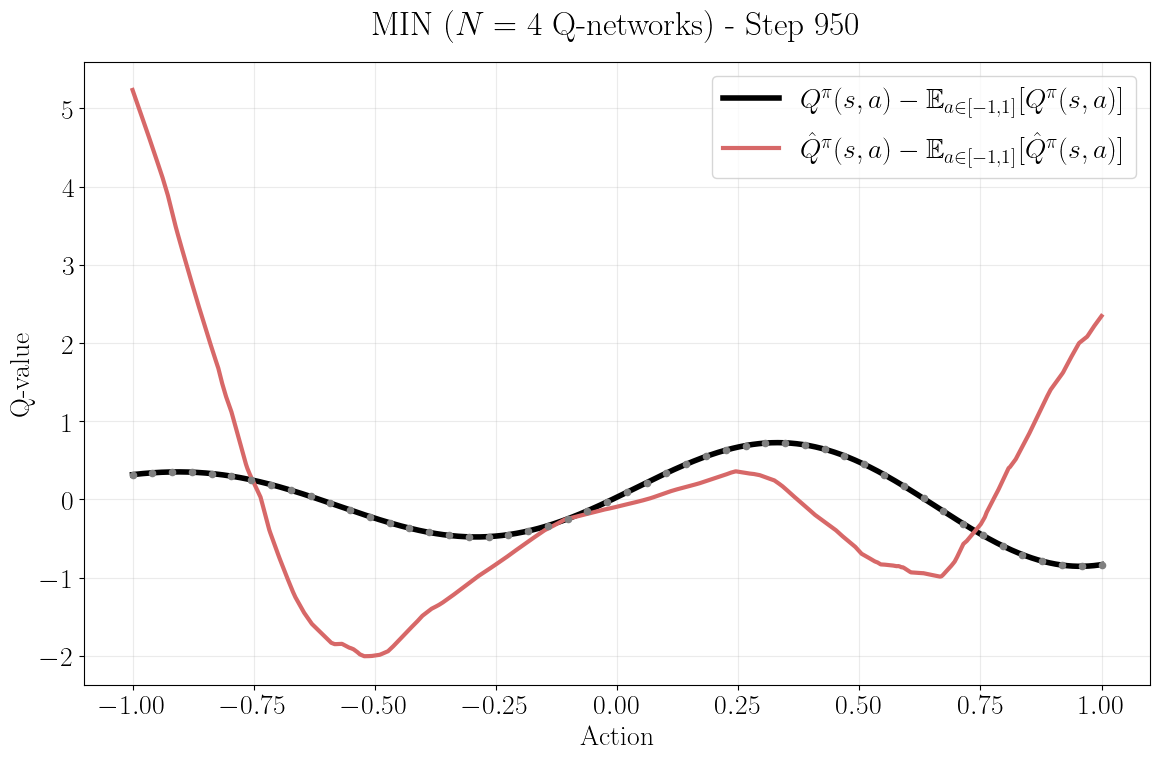 MIN (N = 4 Q-networks) - Step 950
Q^π(s, a) − 𝔼_{a∈[−1,1]}[Q^π(s, a)]
Q̂^π(s, a) − 𝔼_{a∈[−1,1]}[Q̂^π(s, a)]
Q-value
5
4
3
2
1
0
−1
−2
−1.00 −0.75 −0.50 −0.25 0.00 0.25 0.50 0.75 1.00
Action